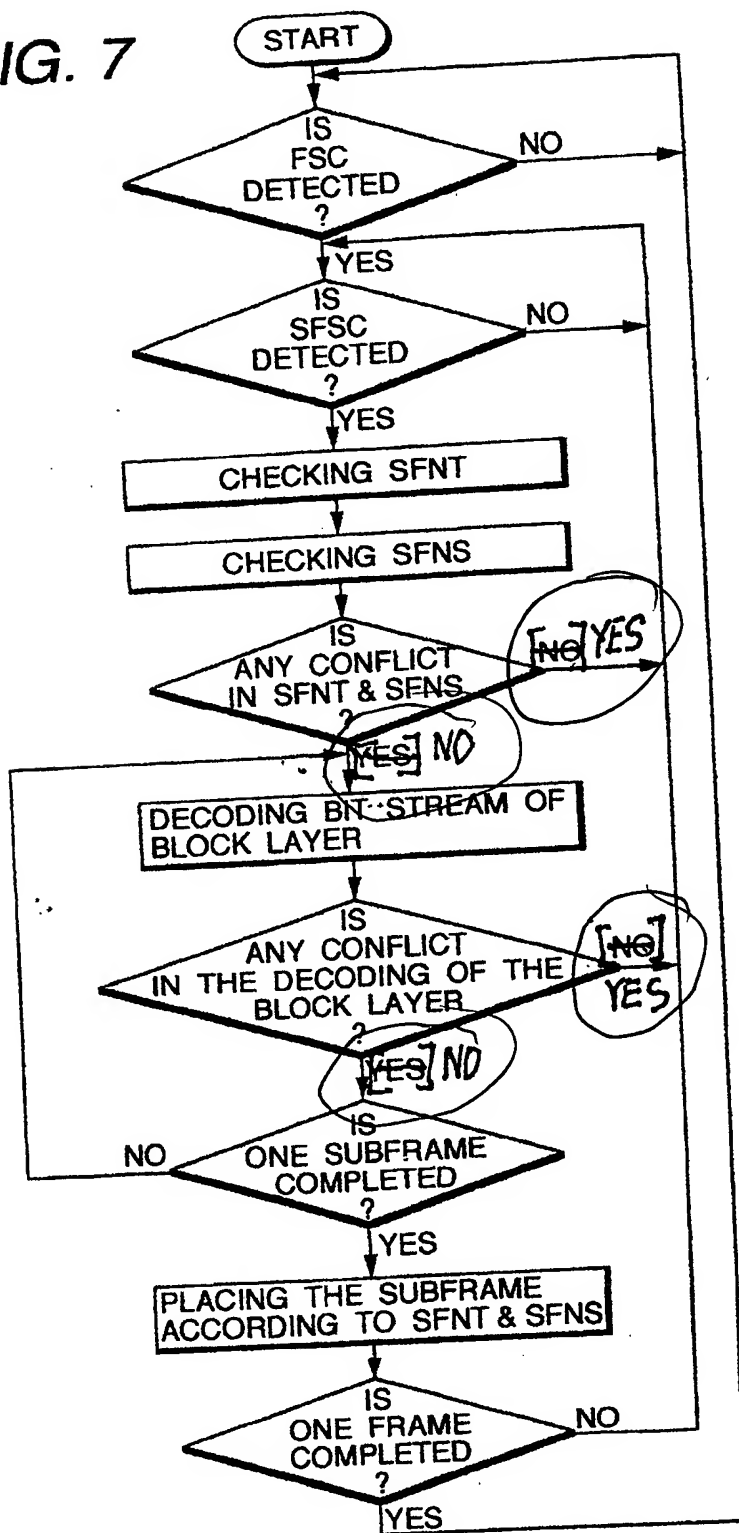 IG. 7
START
IS
FSC
DETECTED
?
NO
YES
IS
SFSC
DETECTED
?
NO
YES
CHECKING SFNT
CHECKING SFNS
IS
ANY CONFLICT
IN SFNT & SFNS
?
[NO] YES
[YES] NO
DECODING BIT STREAM OF
BLOCK LAYER
IS
ANY CONFLICT
IN THE DECODING OF THE
BLOCK LAYER
?
[NO]
YES
[YES] NO
IS
ONE SUBFRAME
COMPLETED
?
NO
YES
PLACING THE SUBFRAME
ACCORDING TO SFNT & SFNS
IS
ONE FRAME
COMPLETED
?
NO
YES